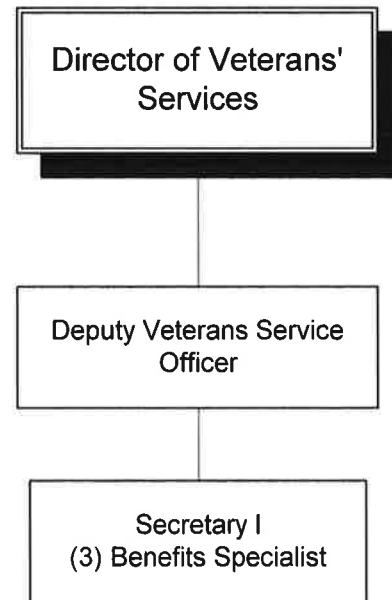 Director of Veterans'
Services
Deputy Veterans Service
Officer
Secretary I
(3) Benefits Specialist